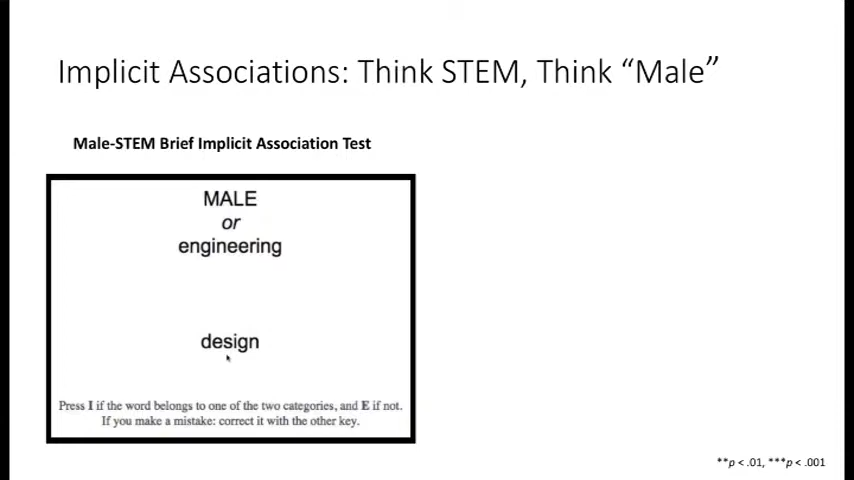 Implicit Associations: Think STEM, Think “Male”
Male-STEM Brief Implicit Association Test
MALE
or
engineering
design
Press I if the word belongs to one of the two categories, and E if not.
If you make a mistake: correct it with the other key.
**p < .01, ***p < .001